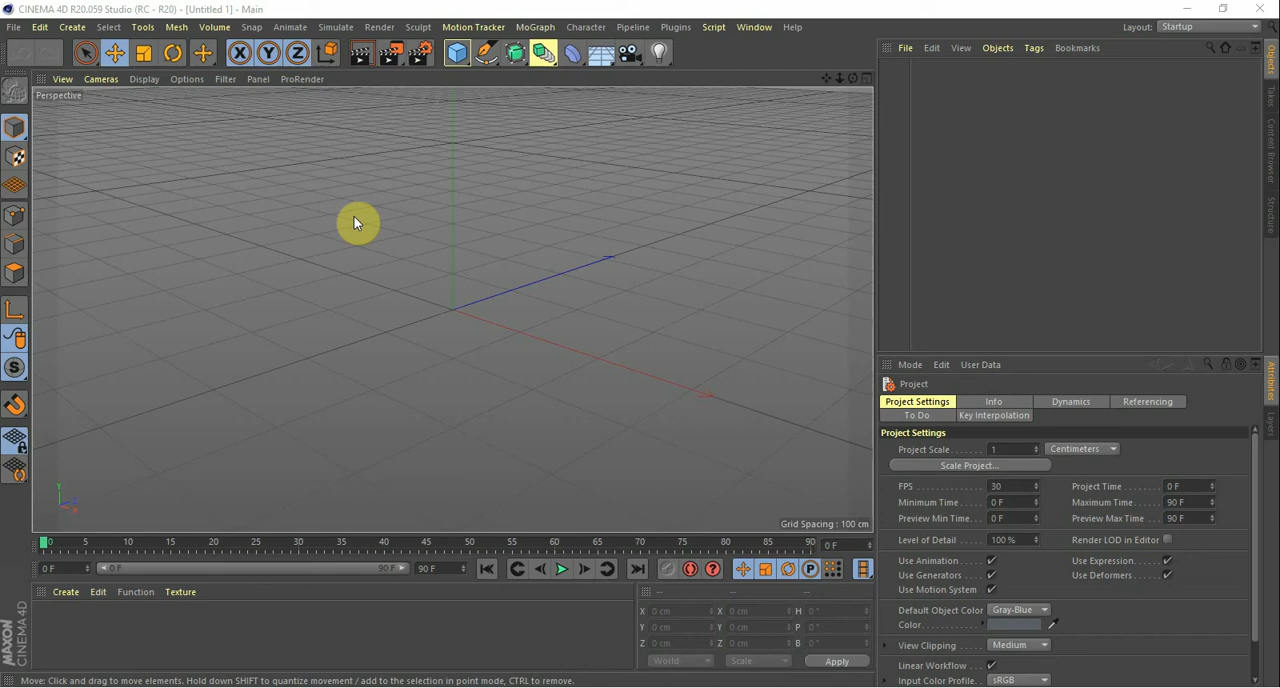 CINEMA 4D R20.059 Studio (RC - R20) - [Untitled 1] - Main
File Edit Create Select Tools Mesh Volume Snap Animate Simulate Render Sculpt Motion Tracker MoGraph Character Pipeline Plugins Script Window Help Layout: Startup
X Y Z
File Edit View Objects Tags Bookmarks
View Cameras Display Options Filter Panel ProRender
Perspective
Objects
Takes
Content Browser
Structure
Mode Edit User Data
Project
Project Settings Info Dynamics Referencing
To Do Key Interpolation
Attributes
Layers
Project Settings
Project Scale 1 Centimeters
Scale Project...
FPS 30 Project Time 0 F
Minimum Time 0 F Maximum Time 90 F
Preview Min Time 0 F Preview Max Time 90 F
Level of Detail 100 % Render LOD in Editor
Use Animation Use Expression
Use Generators Use Deformers
Use Motion System
Default Object Color Gray-Blue
Color
View Clipping Medium
Linear Workflow
Input Color Profile sRGB
S
Y
Z
X
Grid Spacing : 100 cm
0 5 10 15 20 25 30 35 40 45 50 55 60 65 70 75 80 85 90 0 F
0 F 0 F 90 F 90 F P
Create Edit Function Texture
-- -- --
X 0 cm X 0 cm H 0 °
Y 0 cm Y 0 cm P 0 °
Z 0 cm Z 0 cm B 0 °
World Scale Apply
MAXON
CINEMA 4D
Move: Click and drag to move elements. Hold down SHIFT to quantize movement / add to the selection in point mode, CTRL to remove.